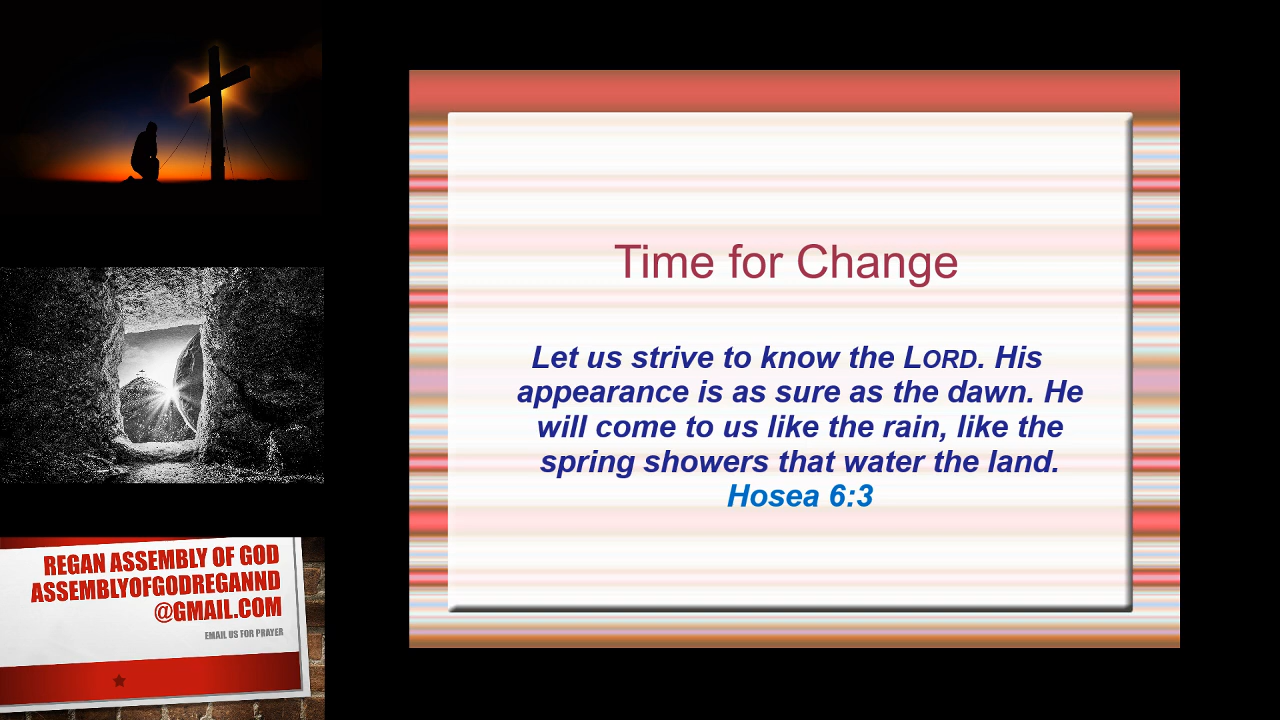 Time for Change
Let us strive to know the LORD. His
appearance is as sure as the dawn. He
will come to us like the rain, like the
spring showers that water the land.
Hosea 6:3
REGAN ASSEMBLY OF GOD
ASSEMBLYOFGODREGANND
@GMAIL.COM
EMAIL US FOR PRAYER